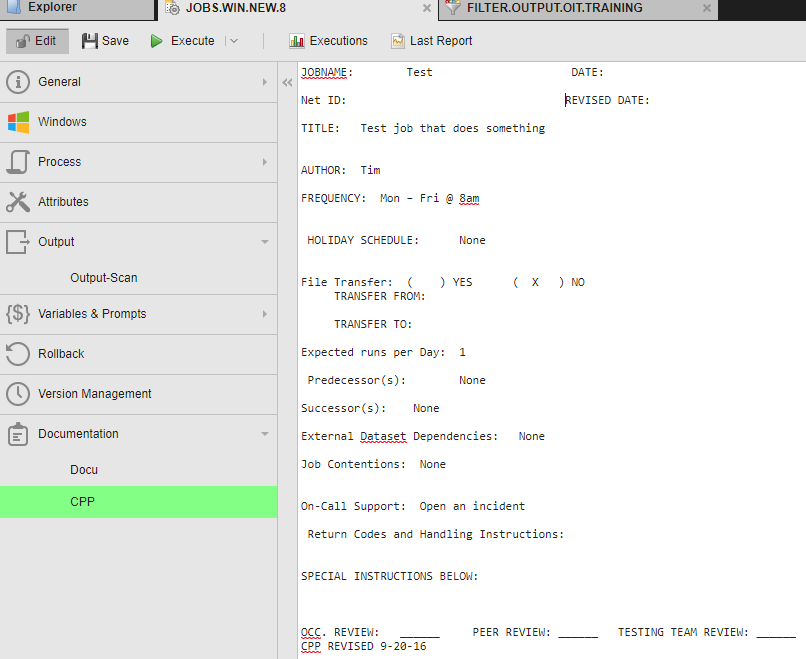 Explorer
JOBS.WIN.NEW.8
FILTER.OUTPUT.OIT.TRAINING
Edit Save Execute Executions Last Report
General
Windows
Process
Attributes
Output
Output-Scan
Variables & Prompts
Rollback
Version Management
Documentation
Docu
CPP
JOBNAME: Test DATE:
Net ID: REVISED DATE:
TITLE: Test job that does something
AUTHOR: Tim
FREQUENCY: Mon – Fri @ 8am
HOLIDAY SCHEDULE: None
File Transfer: ( ) YES ( X ) NO
TRANSFER FROM:
TRANSFER TO:
Expected runs per Day: 1
Predecessor(s): None
Successor(s): None
External Dataset Dependencies: None
Job Contentions: None
On-Call Support: Open an incident
Return Codes and Handling Instructions:
SPECIAL INSTRUCTIONS BELOW:
OCC. REVIEW: ______ PEER REVIEW: ______ TESTING TEAM REVIEW: ______
CPP REVISED 9-20-16